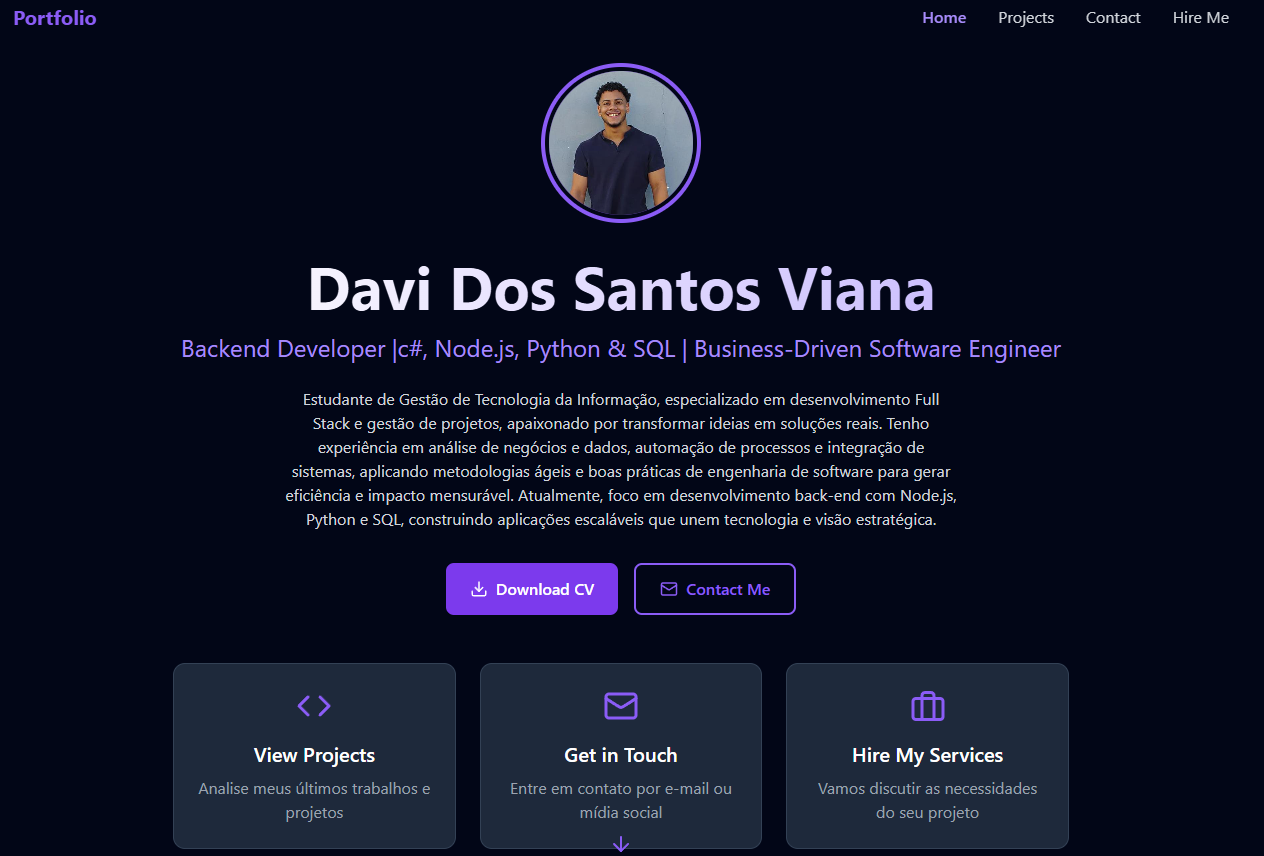 Portfolio
Home Projects Contact Hire Me
Davi Dos Santos Viana
Backend Developer |c#, Node.js, Python & SQL | Business-Driven Software Engineer
Estudante de Gestão de Tecnologia da Informação, especializado em desenvolvimento Full
Stack e gestão de projetos, apaixonado por transformar ideias em soluções reais. Tenho
experiência em análise de negócios e dados, automação de processos e integração de
sistemas, aplicando metodologias ágeis e boas práticas de engenharia de software para gerar
eficiência e impacto mensurável. Atualmente, foco em desenvolvimento back-end com Node.js,
Python e SQL, construindo aplicações escaláveis que unem tecnologia e visão estratégica.
Download CV
Contact Me
View Projects
Analise meus últimos trabalhos e
projetos
Get in Touch
Entre em contato por e-mail ou
mídia social
Hire My Services
Vamos discutir as necessidades
do seu projeto